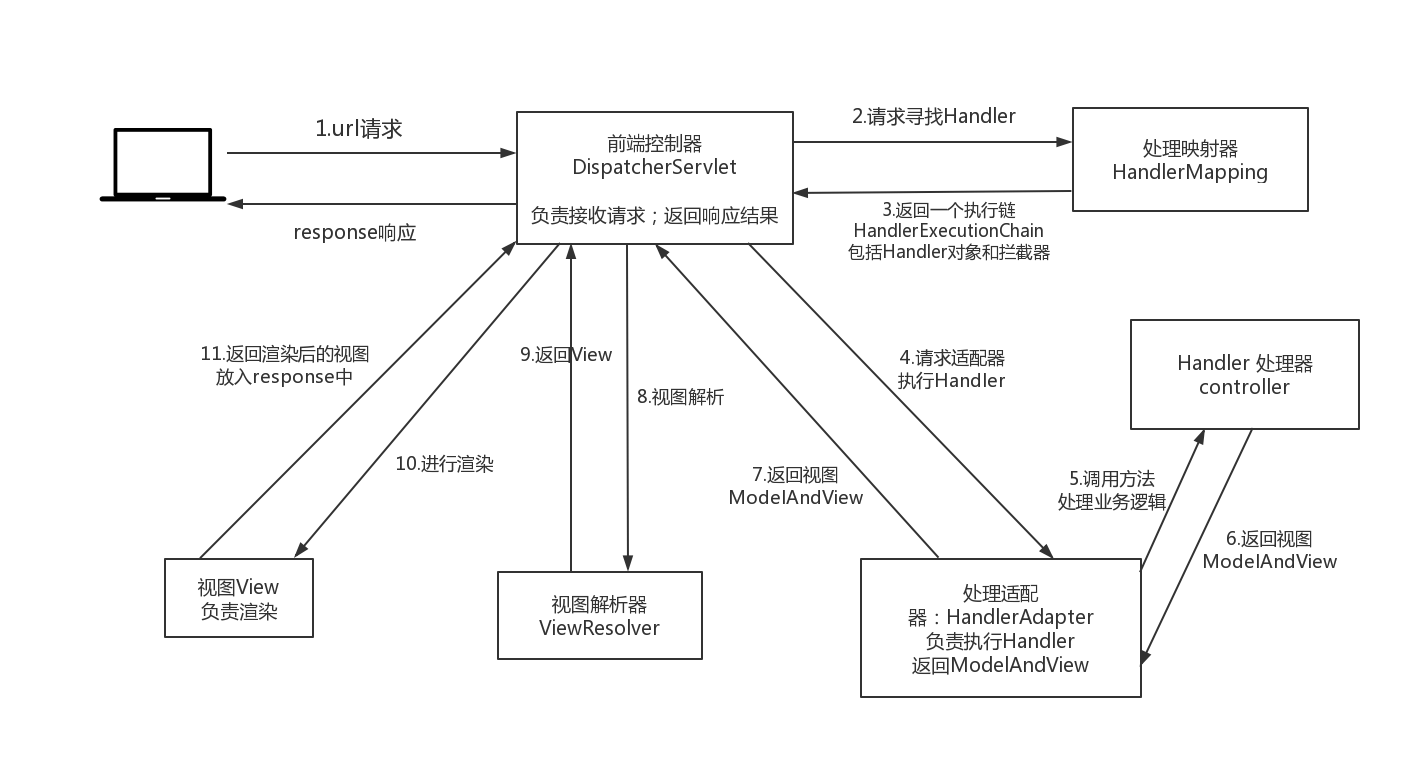 1.url请求
response响应
前端控制器
DispatcherServlet
负责接收请求；返回响应结果
2.请求寻找Handler
处理映射器
HandlerMapping
3.返回一个执行链
HandlerExecutionChain
包括Handler对象和拦截器
4.请求适配器
执行Handler
Handler 处理器
controller
5.调用方法
处理业务逻辑
6.返回视图
ModelAndView
7.返回视图
ModelAndView
处理适配
器：HandlerAdapter
负责执行Handler
返回ModelAndView
8.视图解析
9.返回View
视图解析器
ViewResolver
10.进行渲染
11.返回渲染后的视图
放入response中
视图View
负责渲染